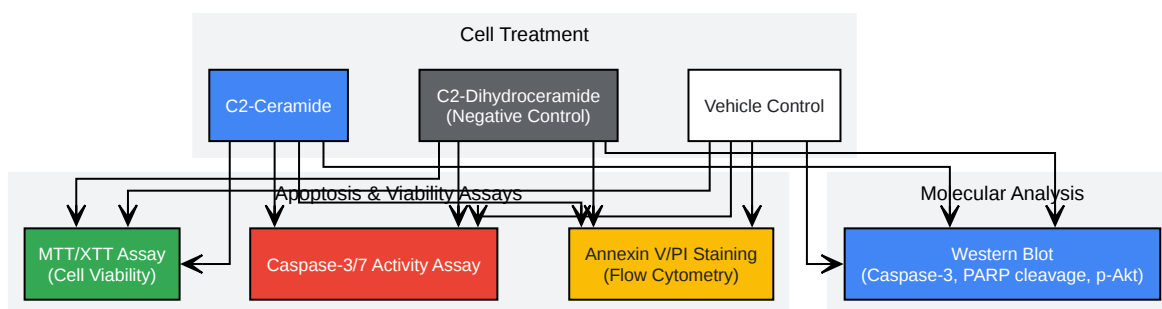 Cell Treatment
C2-Ceramide
C2-Dihydroceramide
(Negative Control)
Vehicle Control
Apoptosis & Viability Assays
Molecular Analysis
MTT/XTT Assay
(Cell Viability)
Caspase-3/7 Activity Assay
Annexin V/PI Staining
(Flow Cytometry)
Western Blot
(Caspase-3, PARP cleavage, p-Akt)